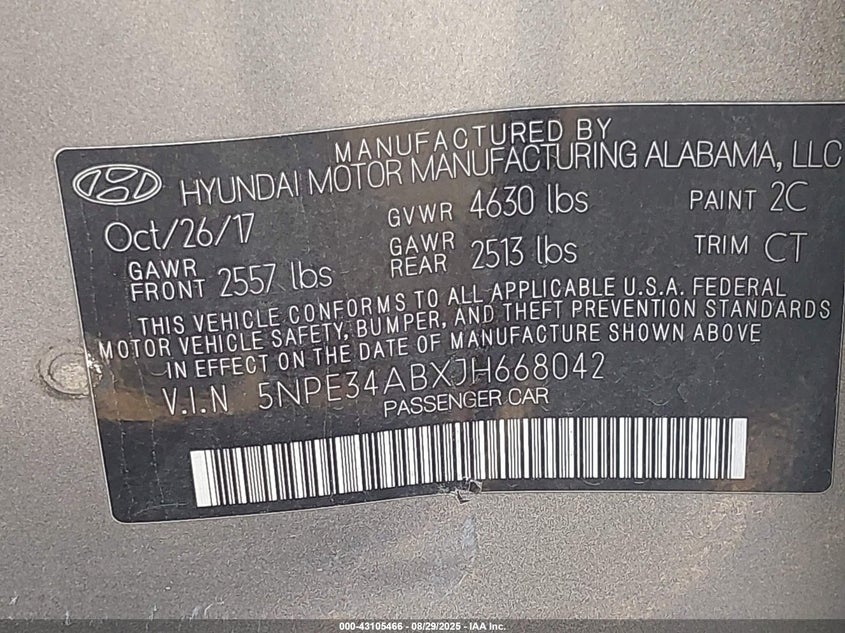 MANUFACTURED BY
HYUNDAI MOTOR MANUFACTURING ALABAMA, LLC
Oct/26/17 GVWR 4630 lbs PAINT 2C
GAWR FRONT 2557 lbs GAWR REAR 2513 lbs TRIM CT
THIS VEHICLE CONFORMS TO ALL APPLICABLE U.S.A. FEDERAL
MOTOR VEHICLE SAFETY, BUMPER, AND THEFT PREVENTION STANDARDS
IN EFFECT ON THE DATE OF MANUFACTURE SHOWN ABOVE
V.I.N 5NPE34ABXJH668042
PASSENGER CAR
000-43105466 - 08/29/2025 - IAA Inc.